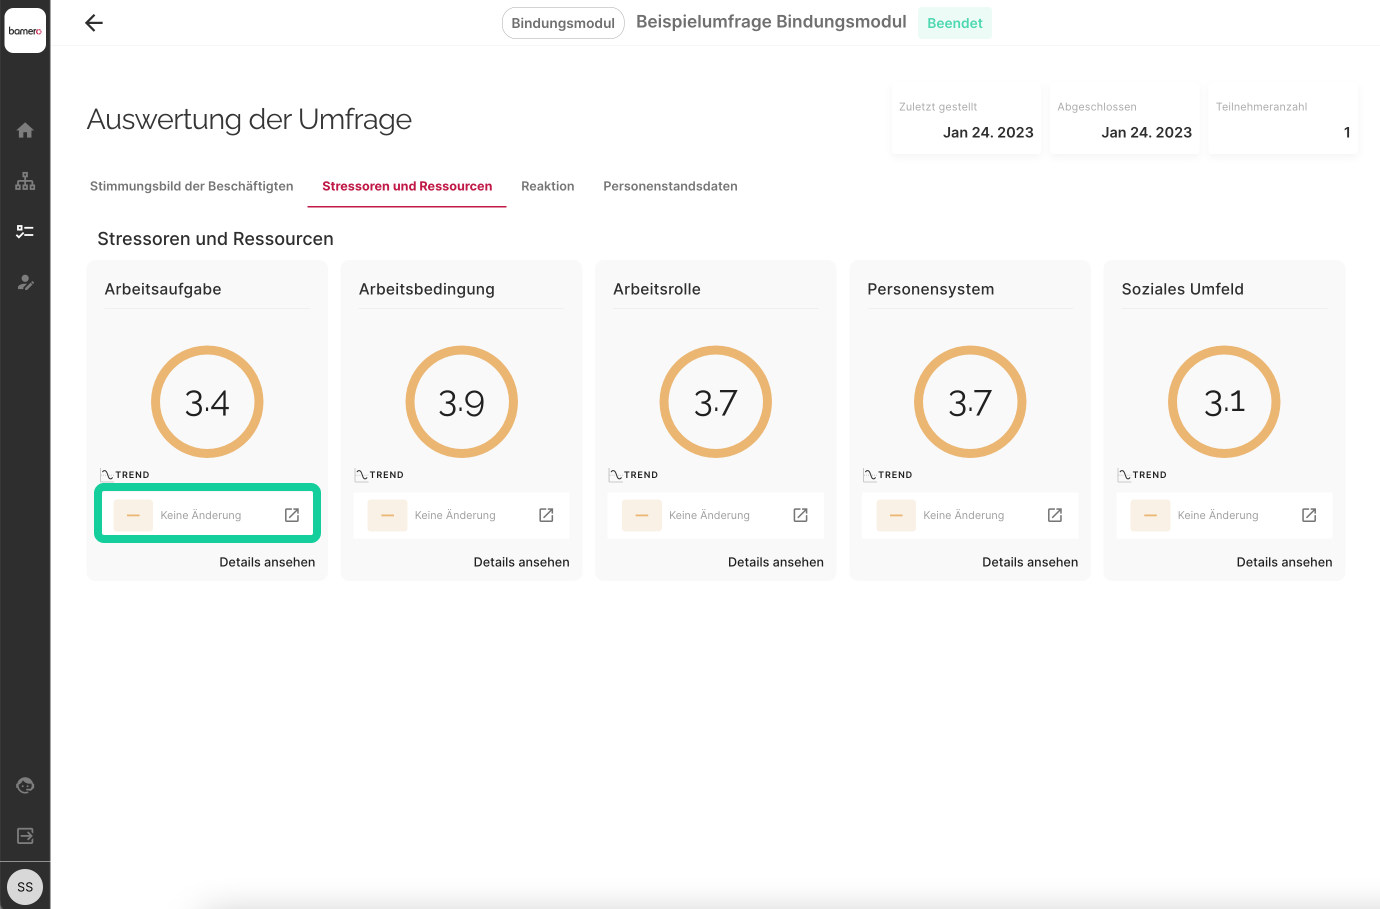 barnero
Bindungsmodul Beispielumfrage Bindungsmodul Beendet
Auswertung der Umfrage
Zuletzt gestellt
Jan 24. 2023
Abgeschlossen
Jan 24. 2023
Teilnehmeranzahl
1
Stimmungsbild der Beschäftigten Stressoren und Ressourcen Reaktion Personenstandsdaten
Stressoren und Ressourcen
Arbeitsaufgabe
3.4
TREND
Keine Änderung
Details ansehen
Arbeitsbedingung
3.9
TREND
Keine Änderung
Details ansehen
Arbeitsrolle
3.7
TREND
Keine Änderung
Details ansehen
Personensystem
3.7
TREND
Keine Änderung
Details ansehen
Soziales Umfeld
3.1
TREND
Keine Änderung
Details ansehen
SS